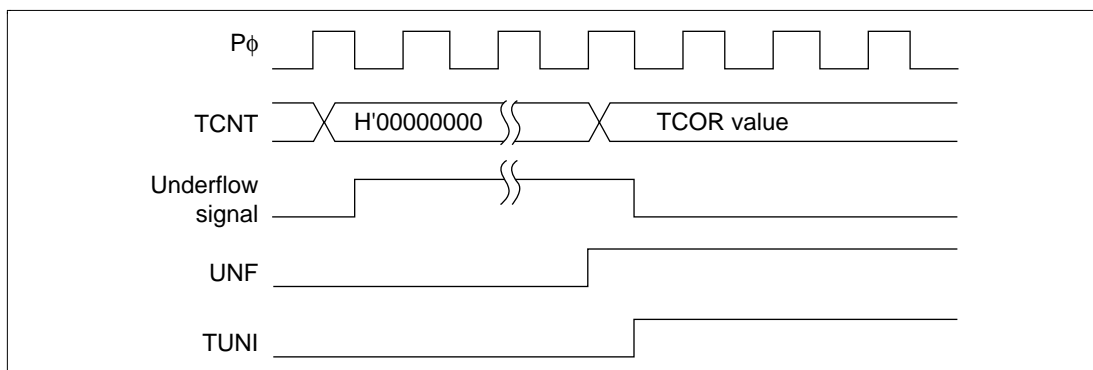 Pϕ
TCNT
H'00000000
TCOR value
Underflow
signal
UNF
TUNI